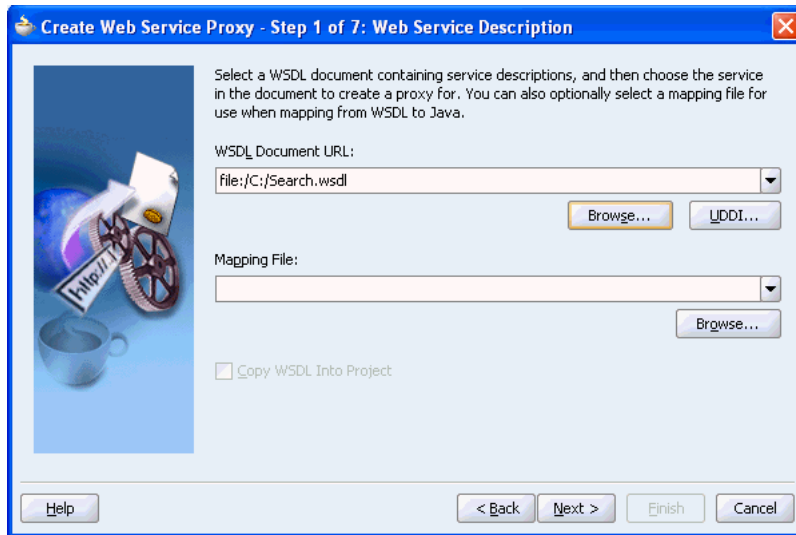 Create Web Service Proxy - Step 1 of 7: Web Service Description
Select a WSDL document containing service descriptions, and then choose the service
in the document to create a proxy for. You can also optionally select a mapping file for
use when mapping from WSDL to Java.
WSDL Document URL:
file:/C:/Search.wsdl
Browse... UDDI...
Mapping File:
Browse...
Copy WSDL Into Project
http://
Help < Back Next > Finish Cancel